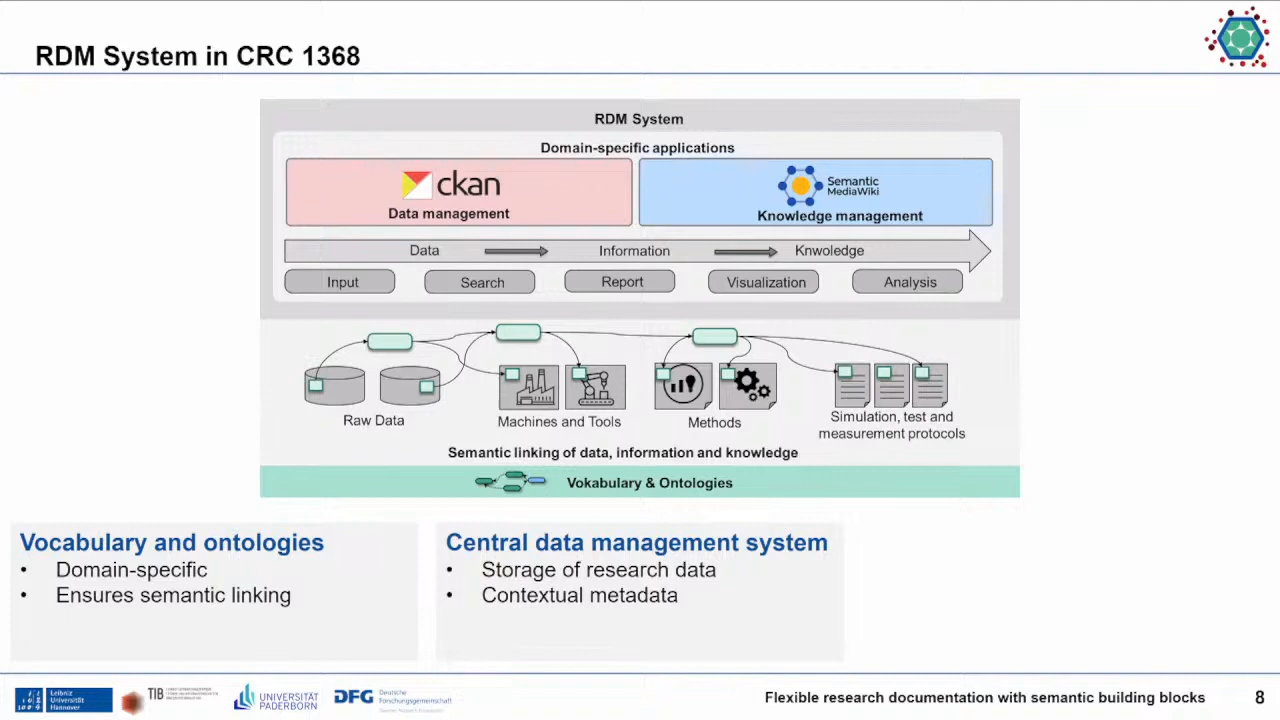 RDM System in CRC 1368
RDM System
Domain-specific applications
ckan
Data management
Semantic
MediaWiki
Knowledge management
Data
Information
Knwoledge
Input
Search
Report
Visualization
Analysis
Raw Data
Machines and Tools
Methods
Simulation, test and
measurement protocols
Semantic linking of data, information and knowledge
Vokabulary & Ontologies
Vocabulary and ontologies
• Domain-specific
• Ensures semantic linking
Central data management system
• Storage of research data
• Contextual metadata
Leibniz
Universität
Hannover
TIB
UNIVERSITÄT
PADERBORN
DFG
Deutsche
Forschungsgemeinschaft
Flexible research documentation with semantic building blocks
8